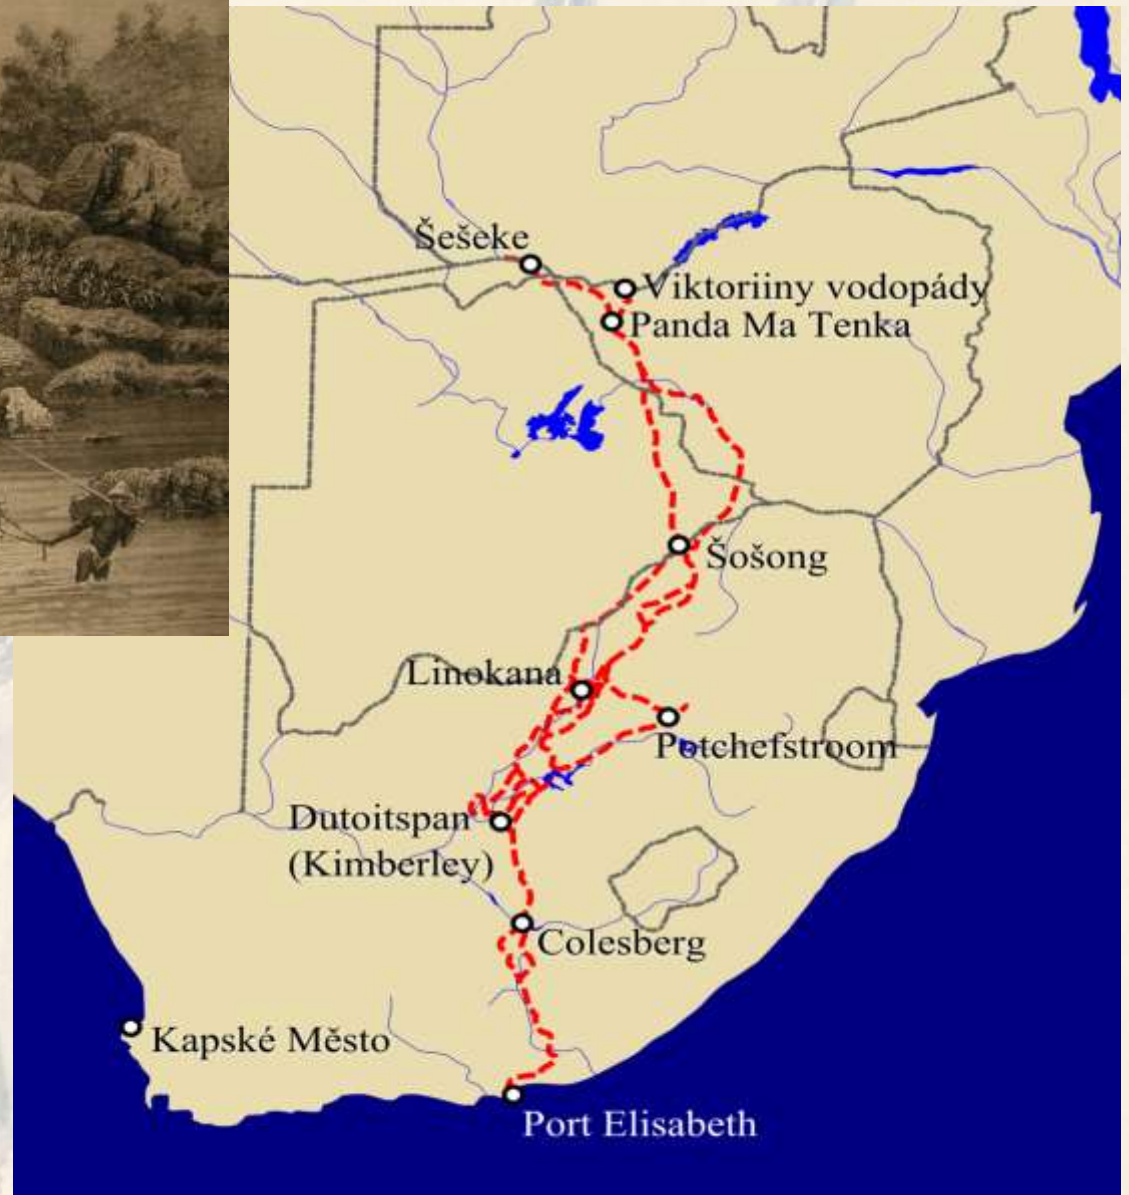 Šešeke
Viktoriiny vodopády
Panda Ma Tenka
Šošong
Linokana
Potchefstroom
Dutoitspan
(Kimberley)
Colesberg
Kapské Město
Port Elisabeth